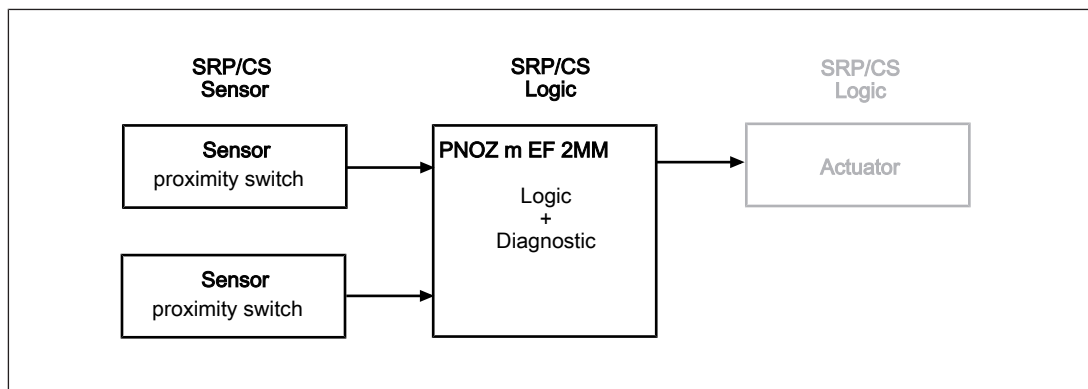 SRP/CS
Sensor
SRP/CS
Logic
SRP/CS
Logic
Sensor
proximity switch
PNOZ m EF 2MM
Logic
+
Diagnostic
Actuator
Sensor
proximity switch